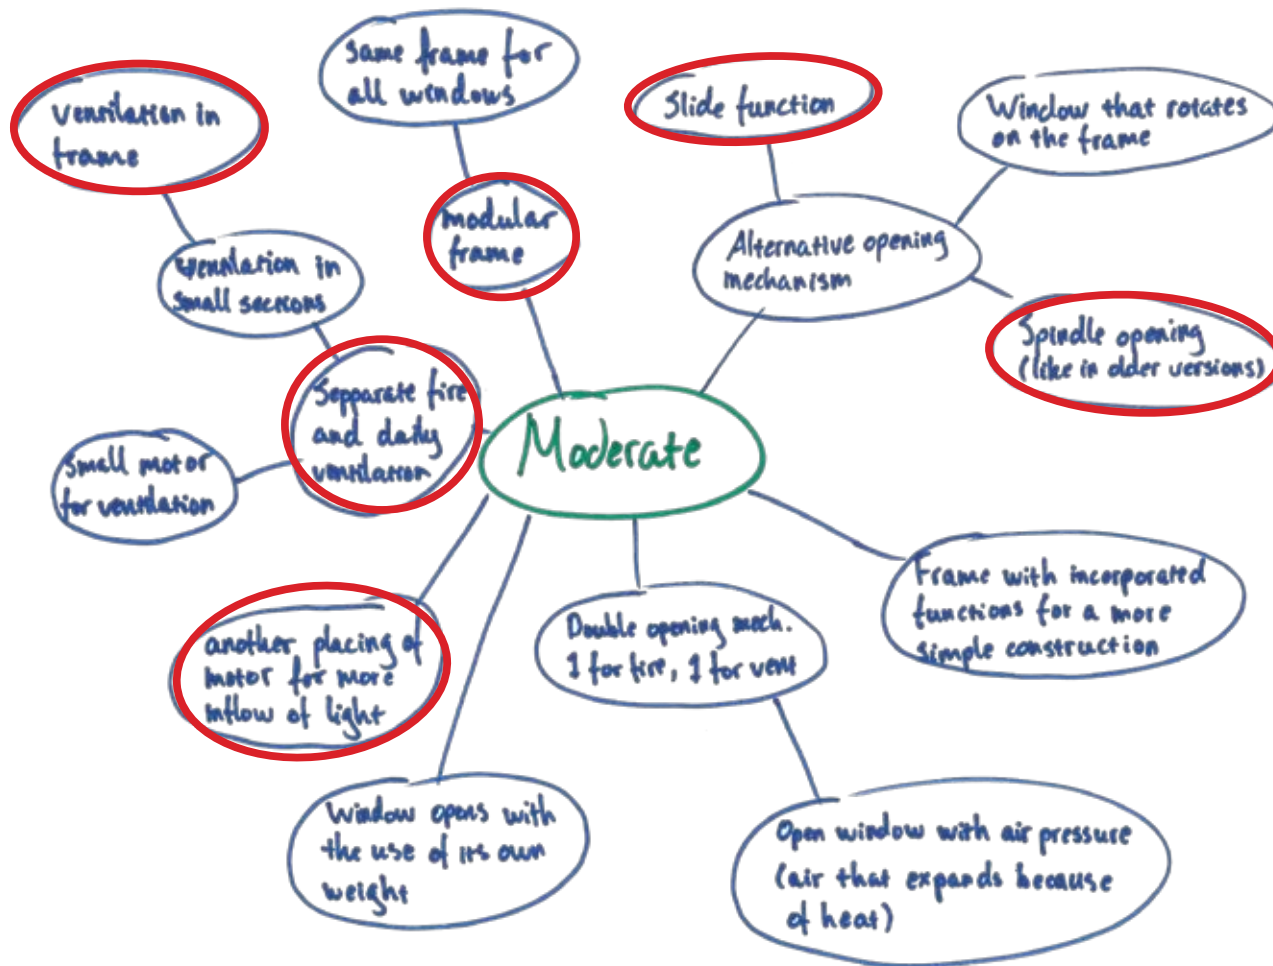 Same frame for
all windows
Ventilation in
frame
Slide function
Window that rotates
on the frame
Modular
frame
Alternative opening
mechanism
Ventilation in
small sections
Spindle opening
(like in older versions)
Sepparate fire
and daily
ventilation
Moderate
Small motor
for ventilation
Frame with incorporated
functions for a more
simple construction
Double opening mech.
1 for fire, 1 for vent
another placing of
motor for more
inflow of light
Window opens with
the use of its own
weight
Open window with air pressure
(air that expands because
of heat)